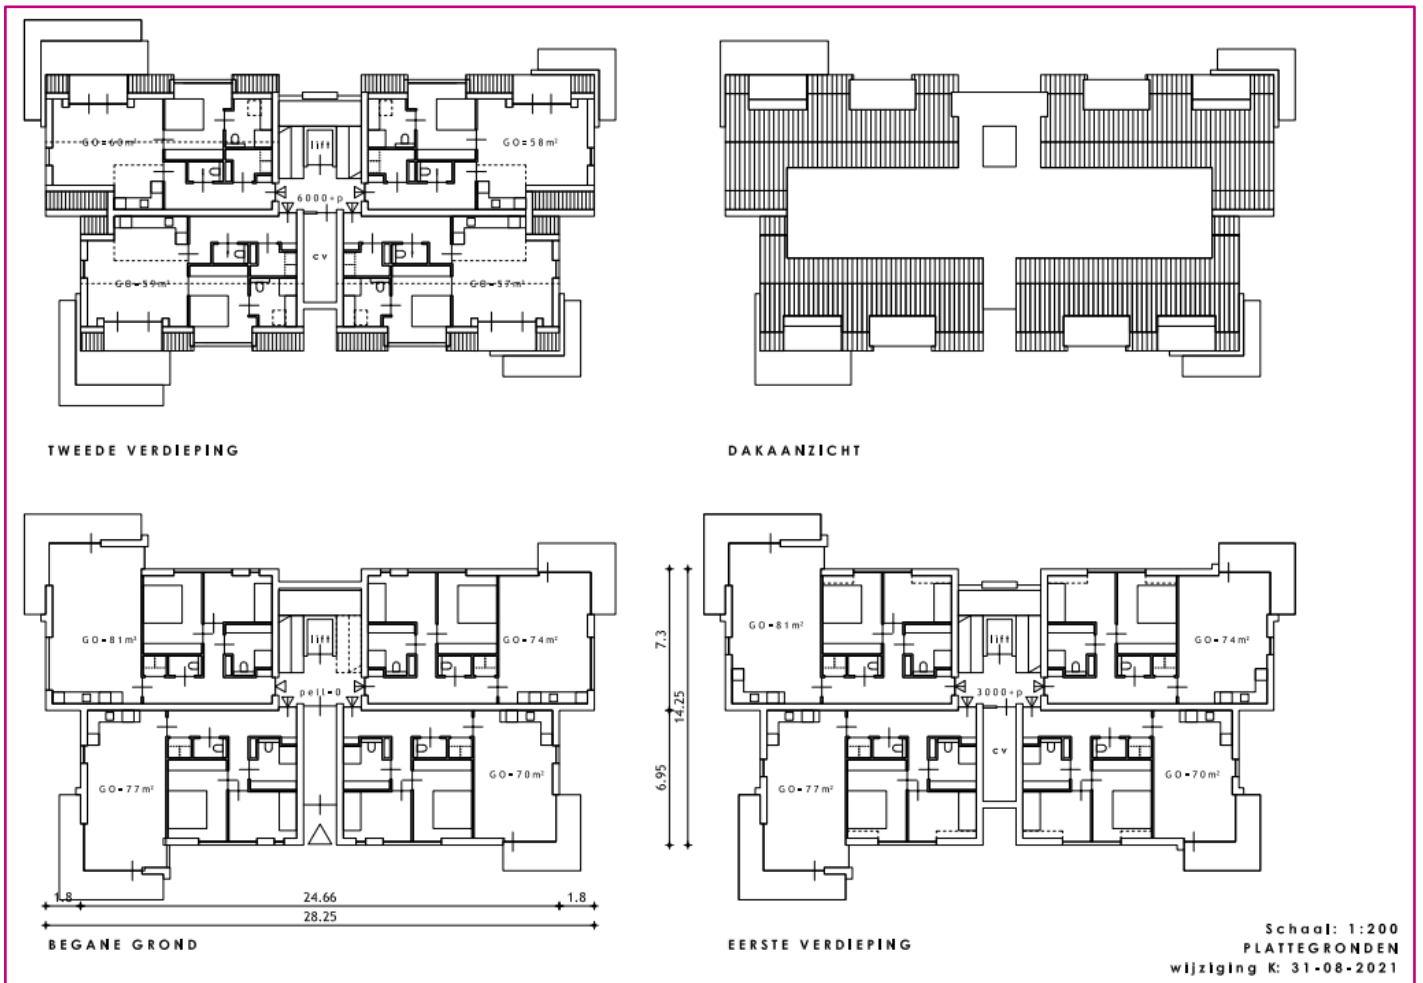 GO=60m²
lift
GO=58m²
6000+p
GO=59m²
cv
GO=57m²
TWEEDE VERDIEPING
DAKAANZICHT
GO=81m²
lift
GO=74m²
peil=0
GO=77m²
GO=70m²
7.3
14.25
6.95
1.8
24.66
1.8
28.25
BEGANE GROND
GO=81m²
lift
GO=74m²
3000+p
cv
GO=77m²
GO=70m²
EERSTE VERDIEPING
Schaal: 1:200
PLATTEGRONDEN
wijziging K: 31-08-2021